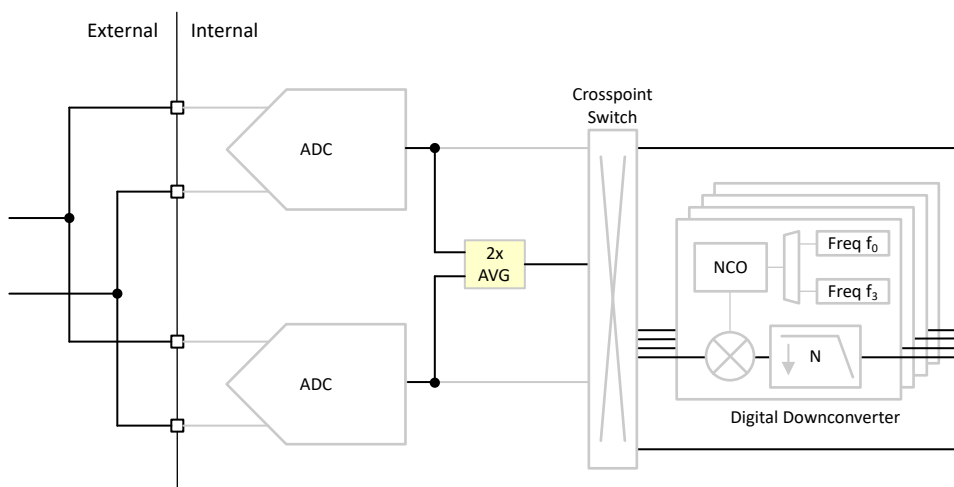 External
Internal
Crosspoint
Switch
ADC
2x
AVG
NCO
Freq f₀
Freq f₃
N
ADC
Digital Downconverter